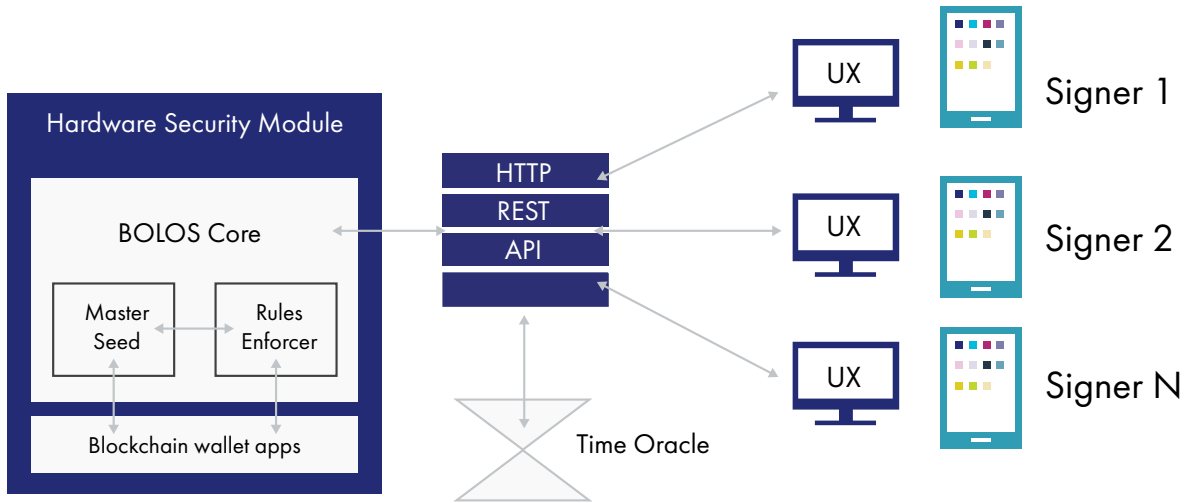 Hardware Security Module
BOLOS Core
Master
Seed
Rules
Enforcer
Blockchain wallet apps
HTTP
REST
API
Time Oracle
UX
Signer 1
UX
Signer 2
UX
Signer N